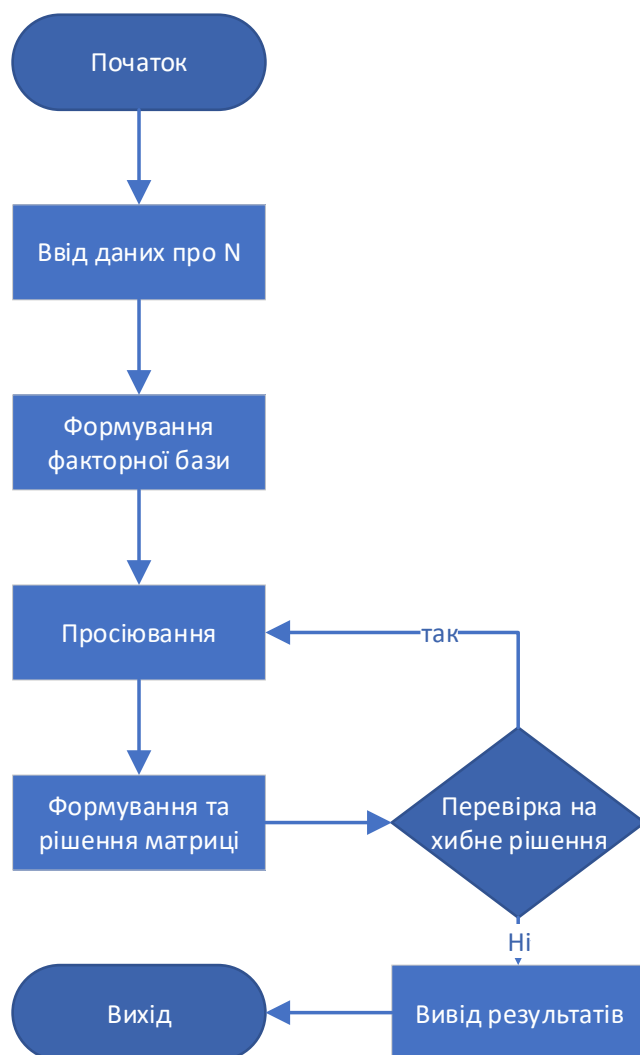 Початок
Ввід даних про N
Формування
факторної бази
Просіювання
так
Формування та
рішення матриці
Перевірка на
хибне рішення
Ні
Вивід результатів
Вихід